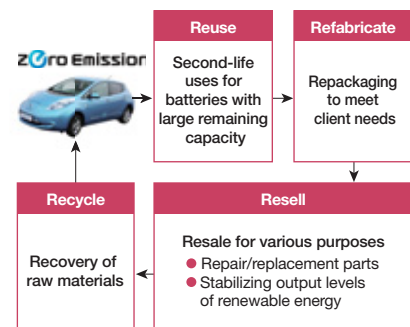 Zero Emission
Reuse
Second-life
uses for
batteries with
large remaining
capacity
Refabricate
Repackaging
to meet
client needs
Resell
Resale for various purposes
● Repair/replacement parts
● Stabilizing output levels
of renewable energy
Recycle
Recovery of
raw materials